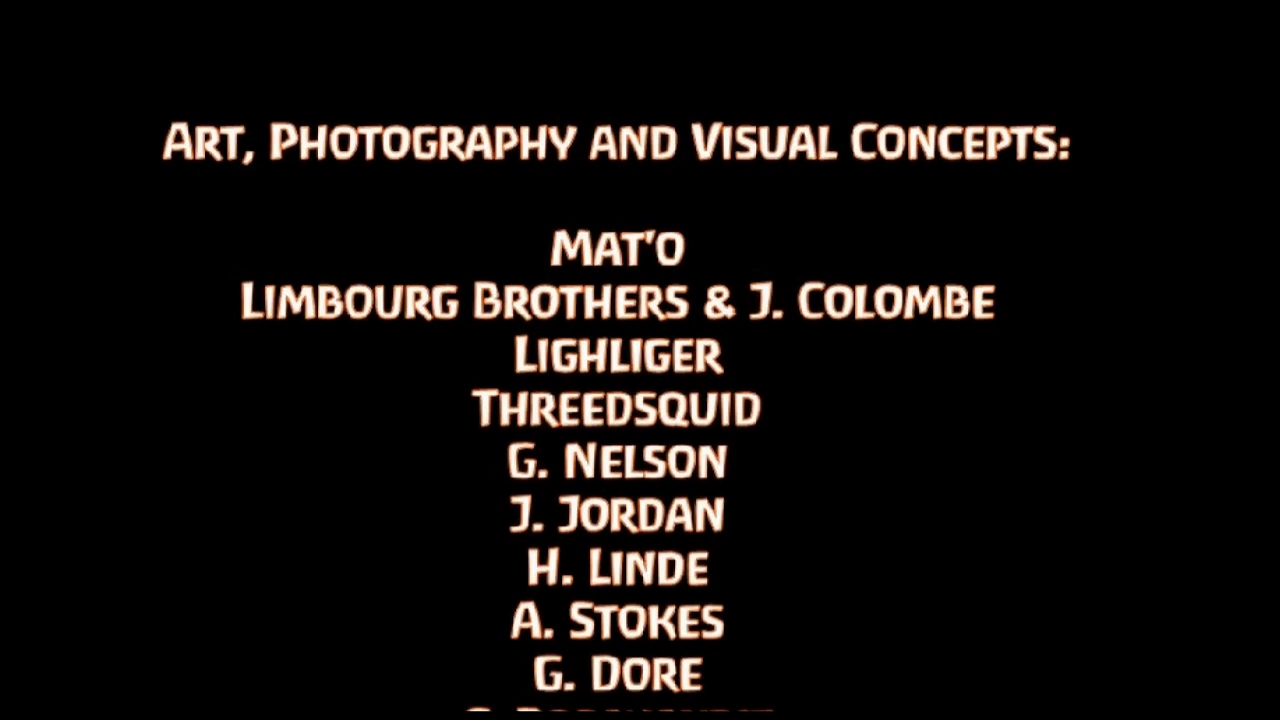 Art, Photography and Visual Concepts:
Mat'o
Limbourg Brothers & J. Colombe
Lighliger
Threedsquid
G. Nelson
J. Jordan
H. Linde
A. Stokes
G. Dore